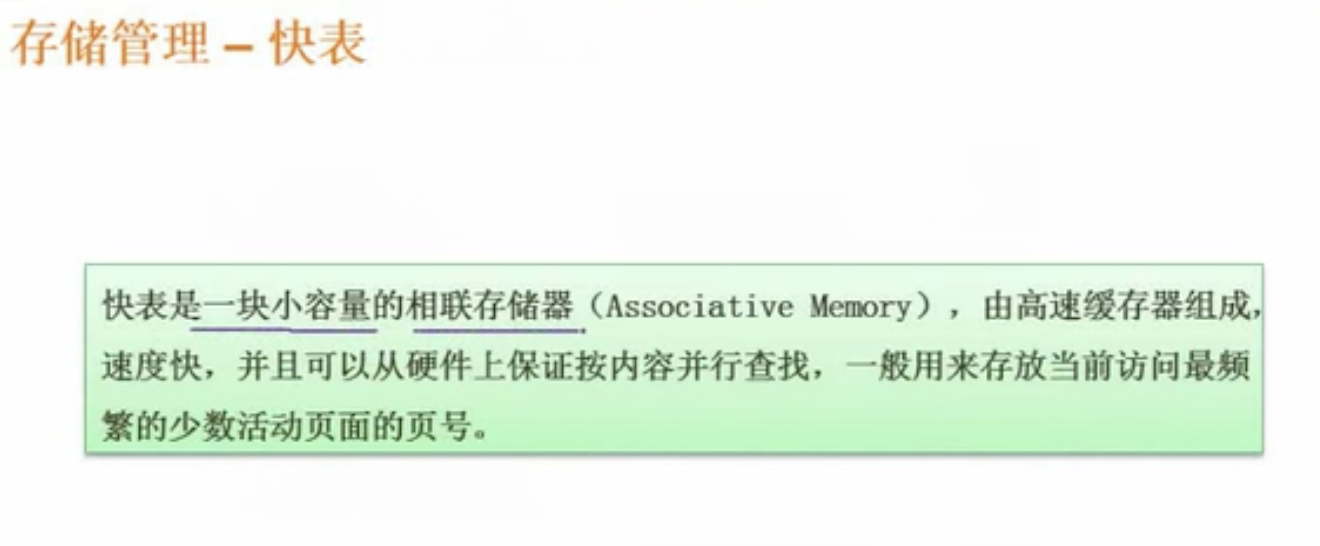 存储管理 – 快表
快表是一块小容量的相联存储器（Associative Memory），由高速缓存器组成，
速度快，并且可以从硬件上保证按内容并行查找，一般用来存放当前访问最频
繁的少数活动页面的页号。